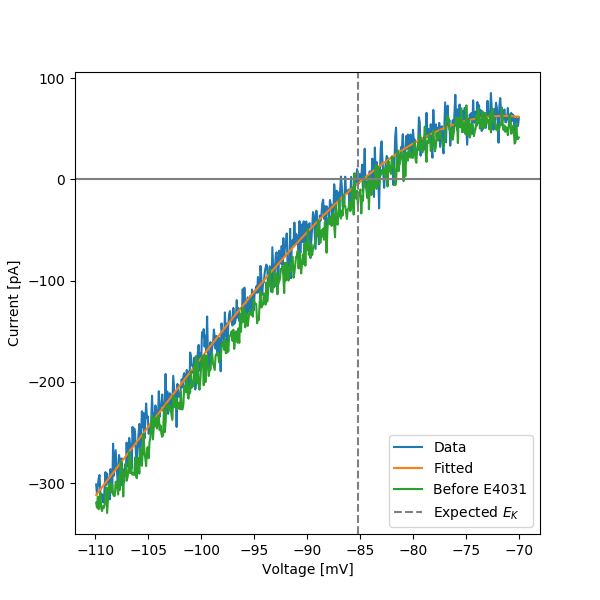 100
0
−100
−200
−300
Current [pA]
−110 −105 −100 −95 −90 −85 −80 −75 −70
Voltage [mV]
Data
Fitted
Before E4031
Expected E_K